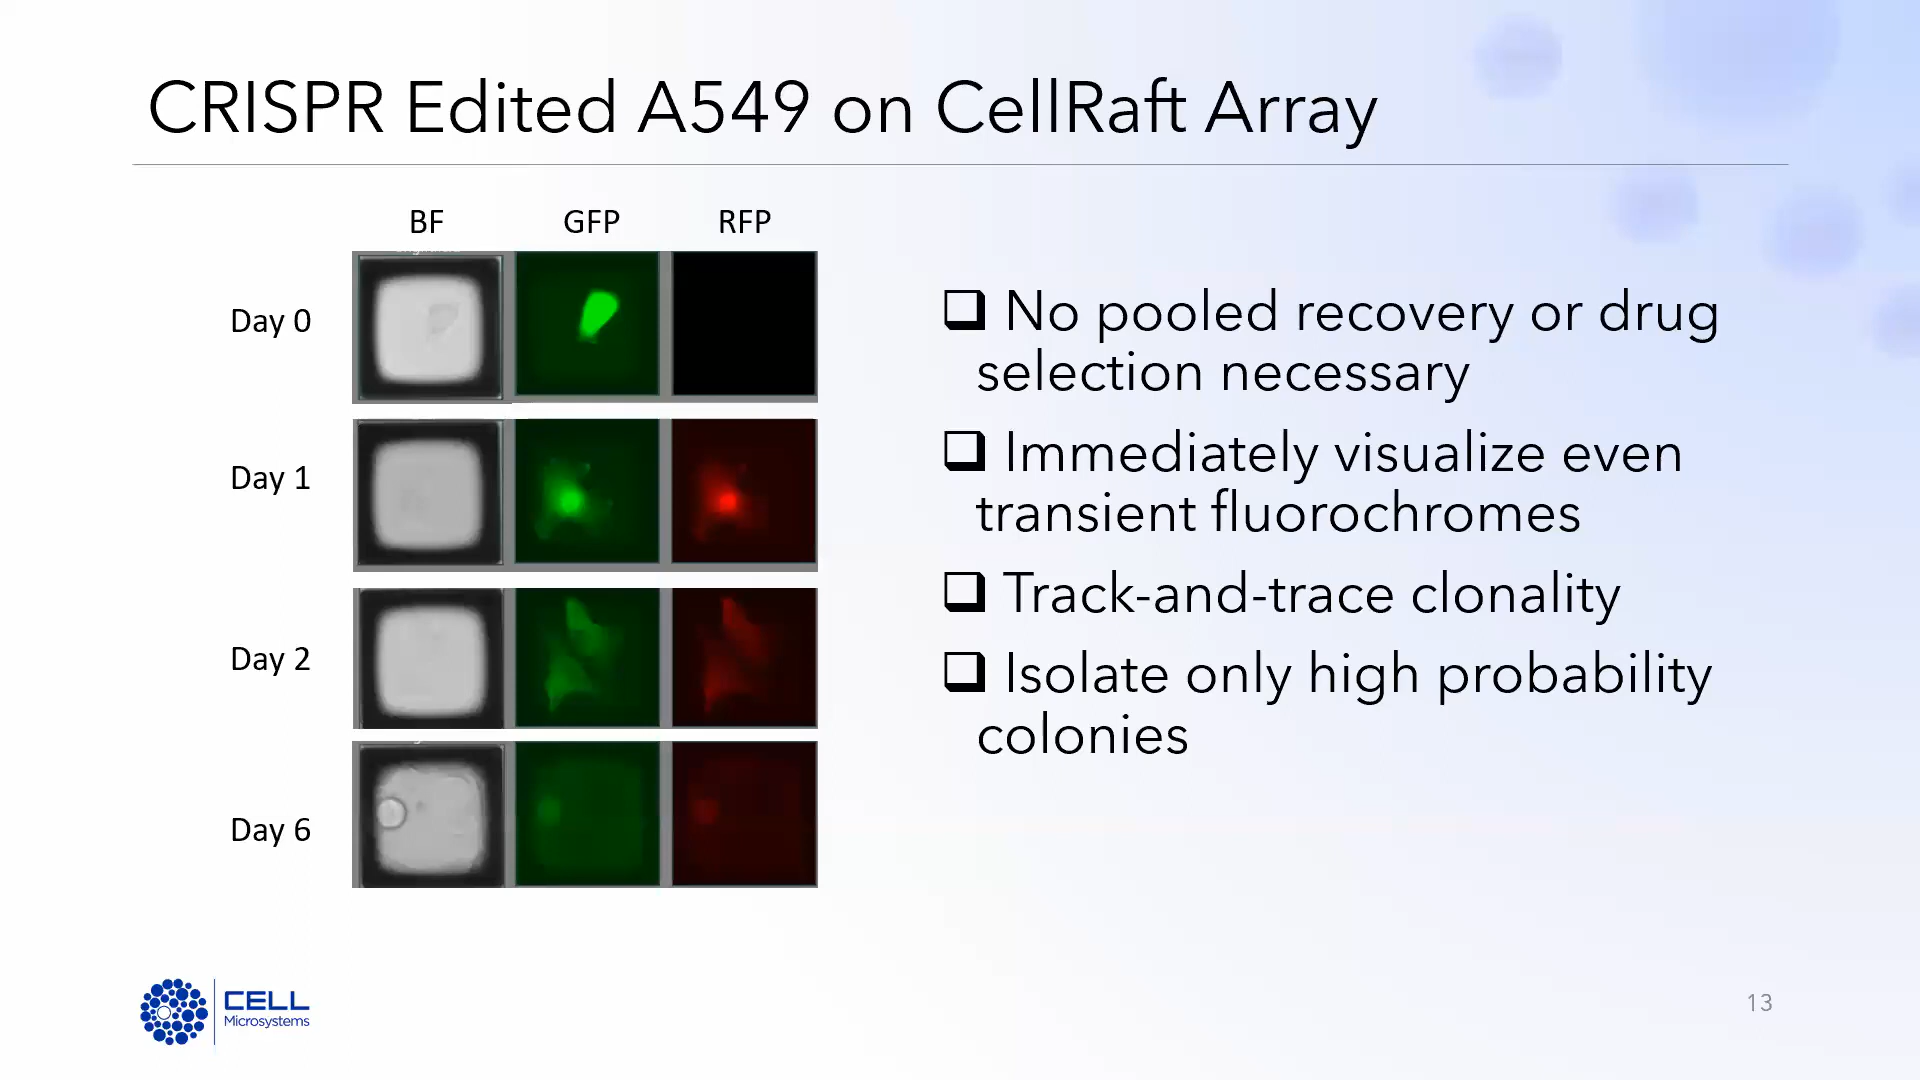 CRISPR Edited A549 on CellRaft Array
BF GFP RFP
Day 0
Day 1
Day 2
Day 6
❑ No pooled recovery or drug
selection necessary
❑ Immediately visualize even
transient fluorochromes
❑ Track-and-trace clonality
❑ Isolate only high probability
colonies
CELL
Microsystems
13